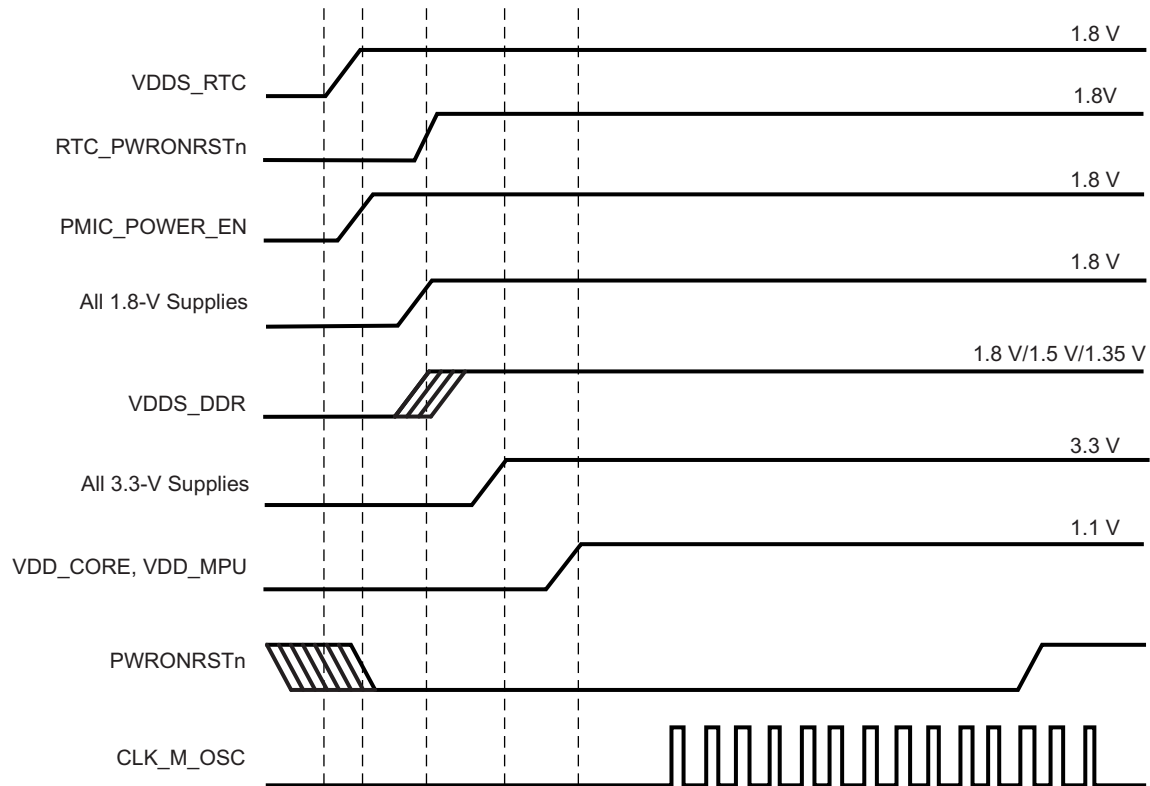 1.8 V
VDDS_RTC
1.8V
RTC_PWRONRSTn
1.8 V
PMIC_POWER_EN
1.8 V
All 1.8-V Supplies
1.8 V/1.5 V/1.35 V
VDDS_DDR
3.3 V
All 3.3-V Supplies
1.1 V
VDD_CORE, VDD_MPU
PWRONRSTn
CLK_M_OSC